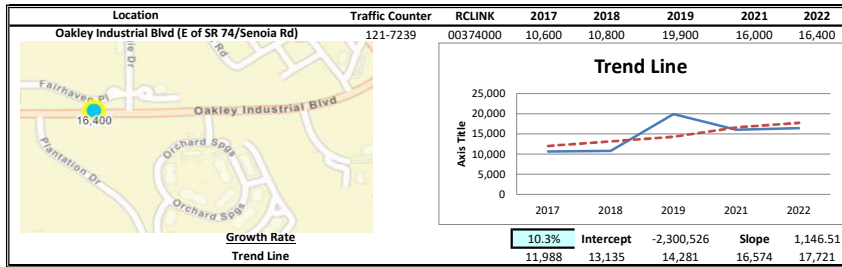 Location Traffic Counter RCLINK 2017 2018 2019 2021 2022
Oakley Industrial Blvd (E of SR 74/Senoia Rd) 121-7239 00374000 10,600 10,800 19,900 16,000 16,400
Fairhaven Pl
ie Dr
Rd
Oakley Industrial Blvd
16,400
Plantation Dr
Orchard Spgs
Orchard Spgs
Trend Line
Axis Title
25,000
20,000
15,000
10,000
5,000
0
2017 2018 2019 2021 2022
Growth Rate 10.3% Intercept -2,300,526 Slope 1,146.51
Trend Line 11,988 13,135 14,281 16,574 17,721